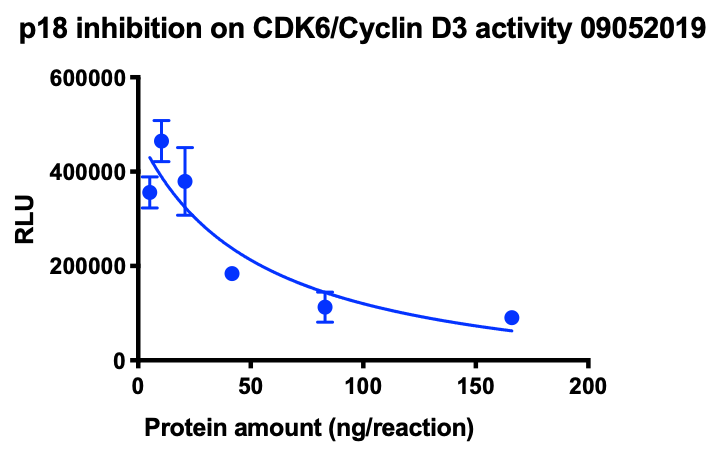 p18 inhibition on CDK6/Cyclin D3 activity 09052019
600000
400000
200000
0
RLU
0 50 100 150 200
Protein amount (ng/reaction)